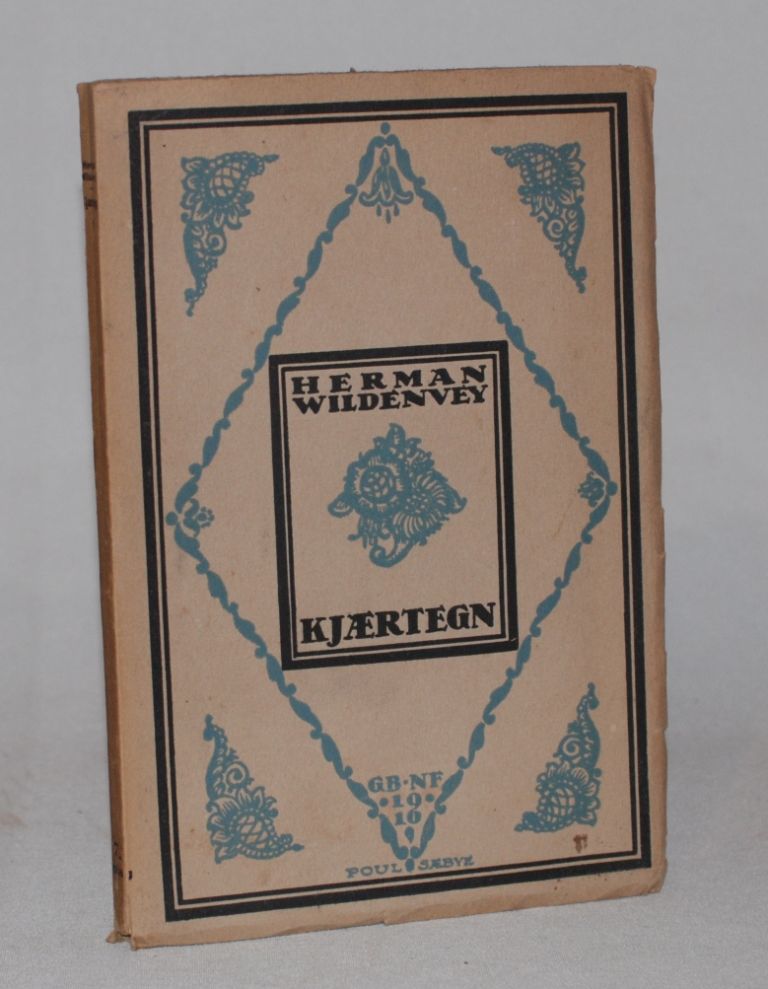 HERMAN
WILDENVEY
KJÆRTEGN
GB·NF
·19·
16
POUL SÆBYE